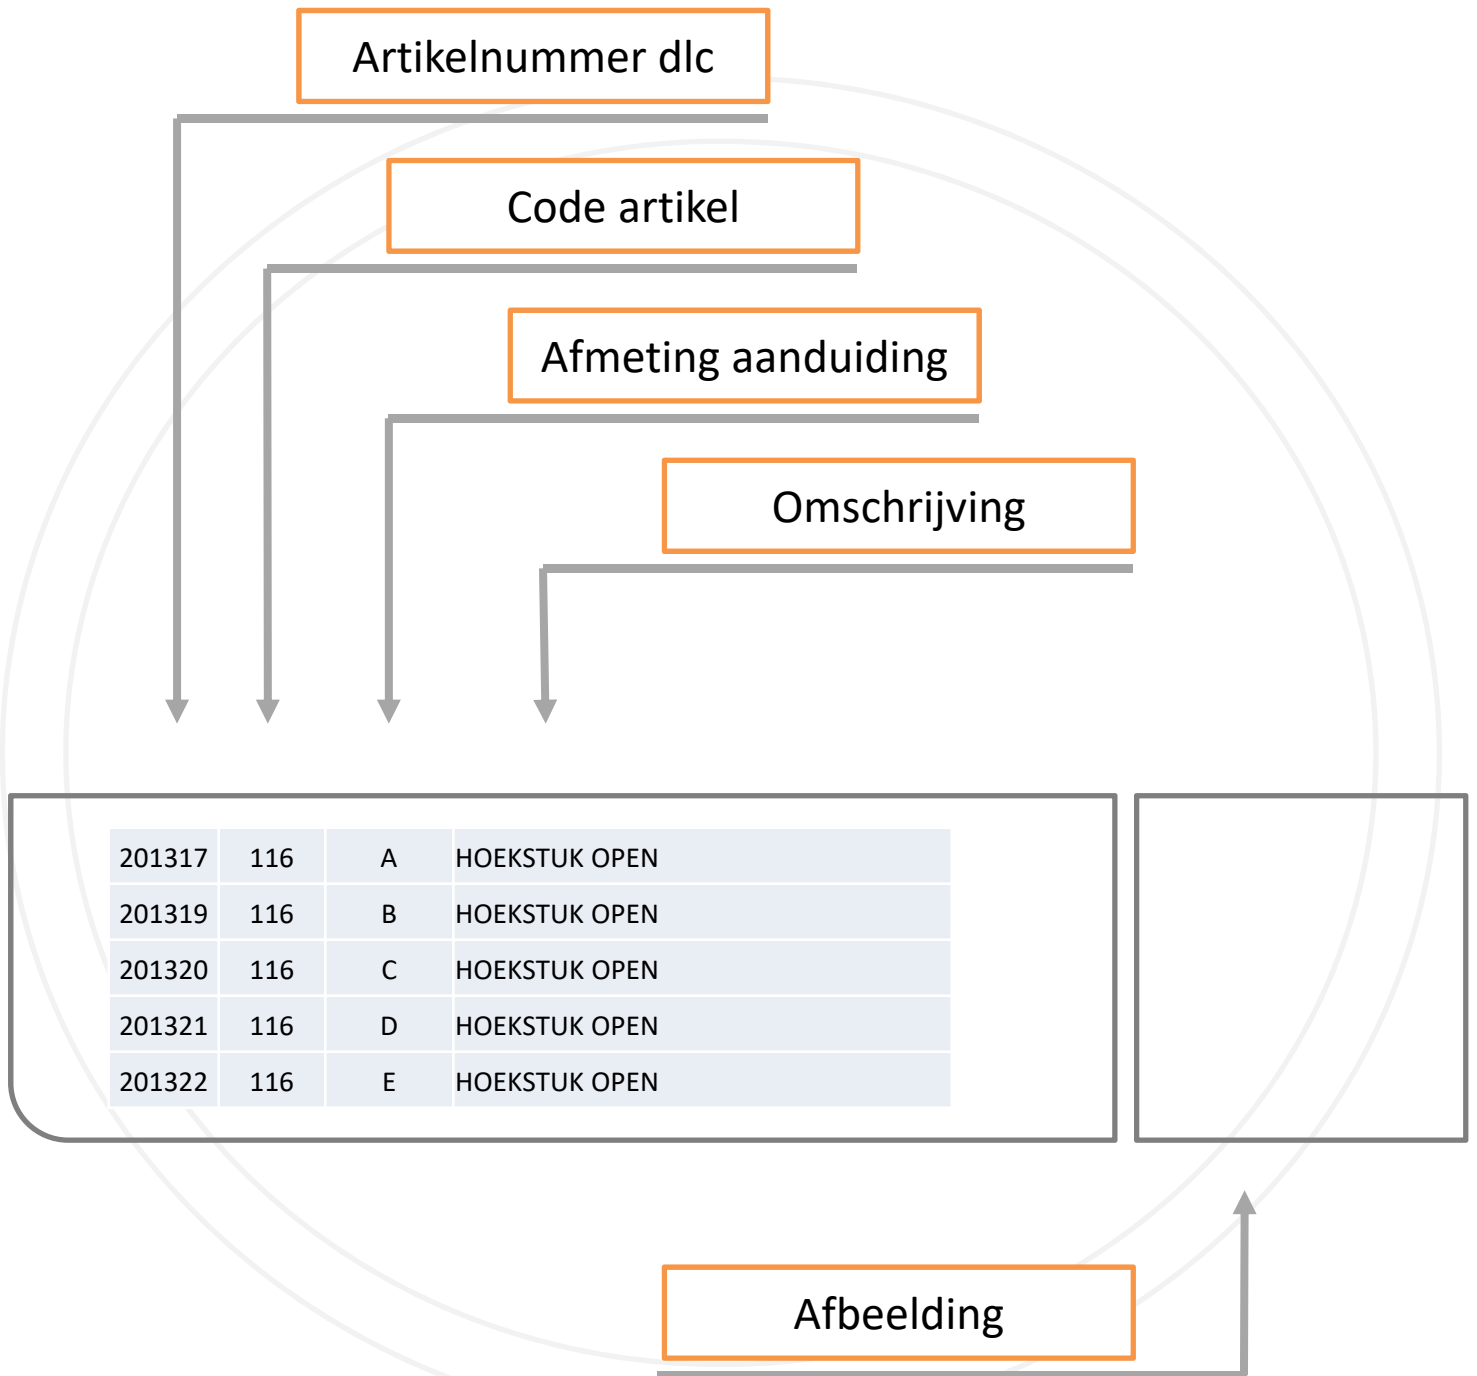 Artikelnummer dlc
Code artikel
Afmeting aanduiding
Omschrijving
201317 116 A HOEKSTUK OPEN
201319 116 B HOEKSTUK OPEN
201320 116 C HOEKSTUK OPEN
201321 116 D HOEKSTUK OPEN
201322 116 E HOEKSTUK OPEN
Afbeelding